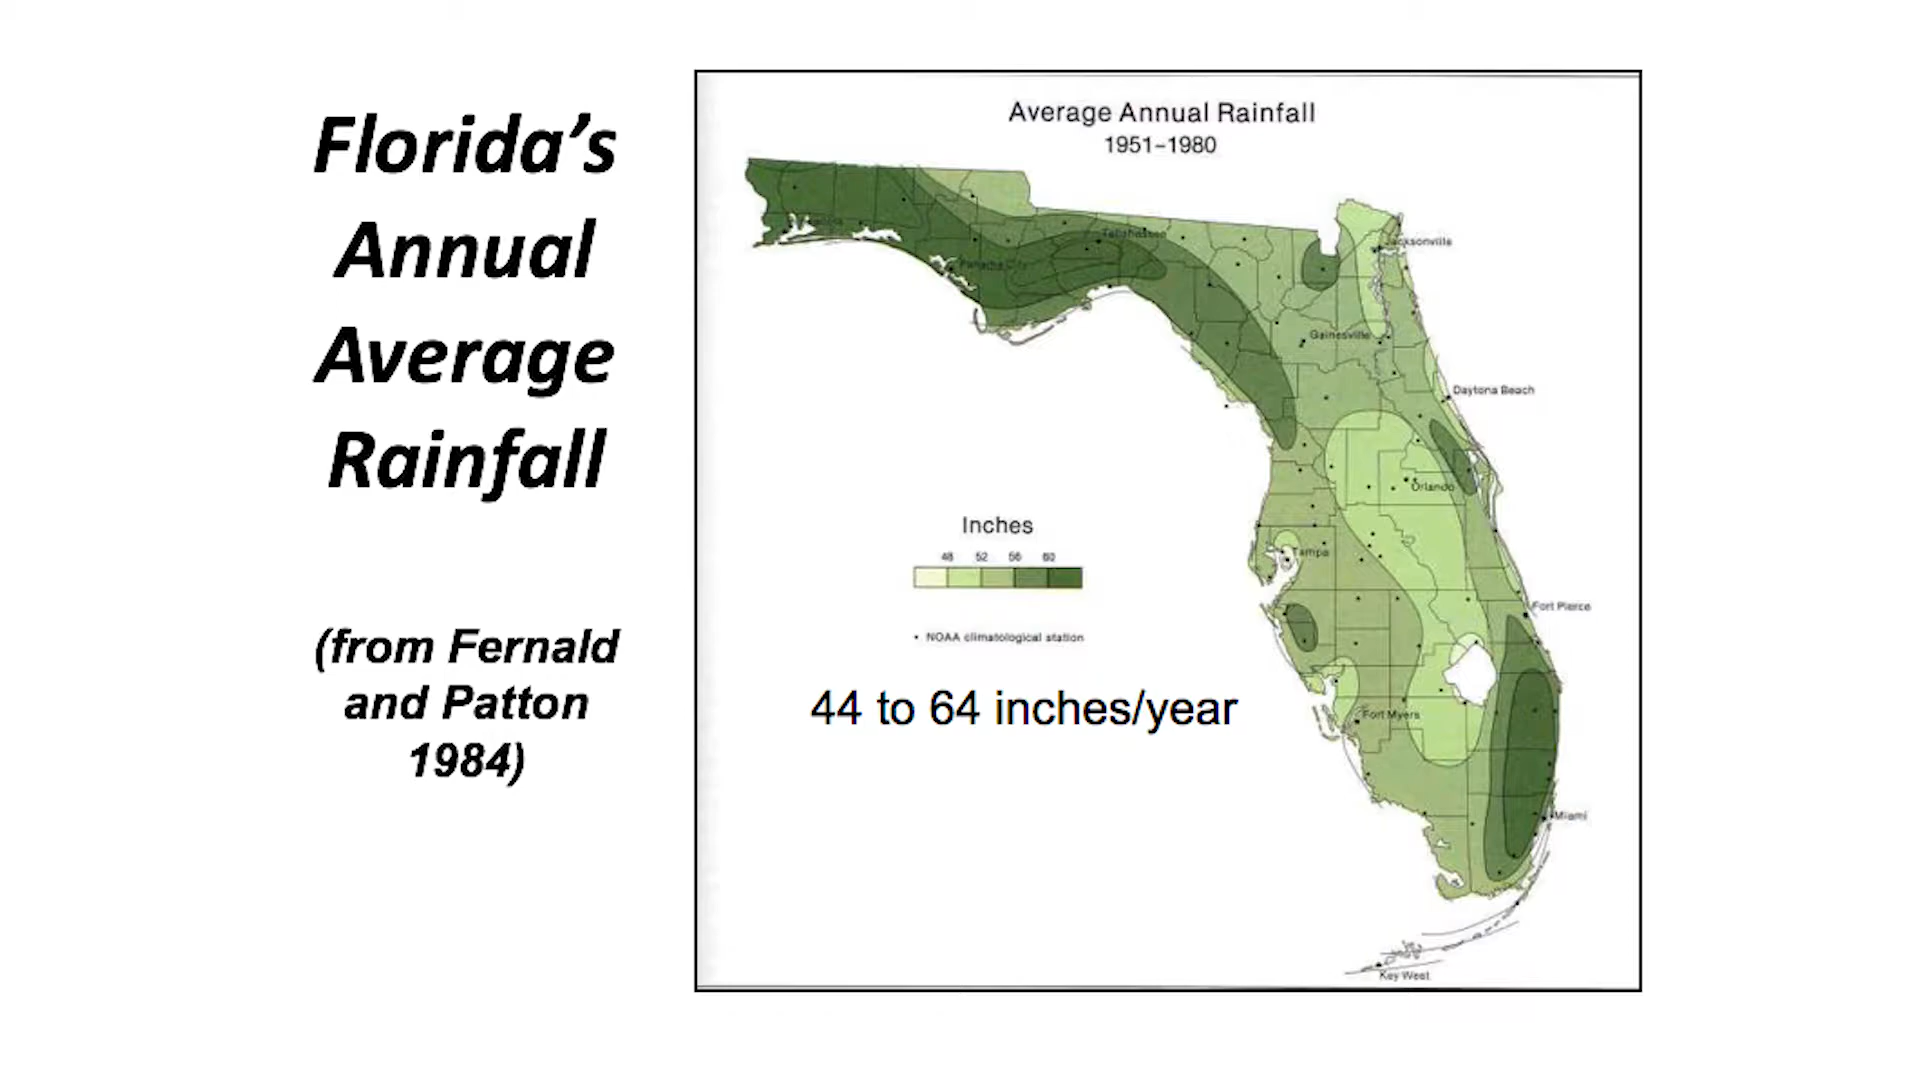 Florida’s
Annual
Average
Rainfall
(from Fernald
and Patton
1984)
Average Annual Rainfall
1951–1980
Tallahassee
Jacksonville
Panama City
Gainesville
Daytona Beach
Orlando
Inches
48 52 56 60
Tampa
Fort Pierce
• NOAA climatological station
44 to 64 inches/year
Fort Myers
Miami
Key West